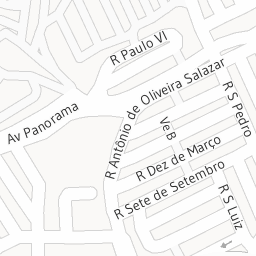 R Paulo VI
Av Panorama
R Antônio de Oliveira Salazar
R S Pedro
Ve B
R Dez de Março
R Sete de Setembro
R S Luiz